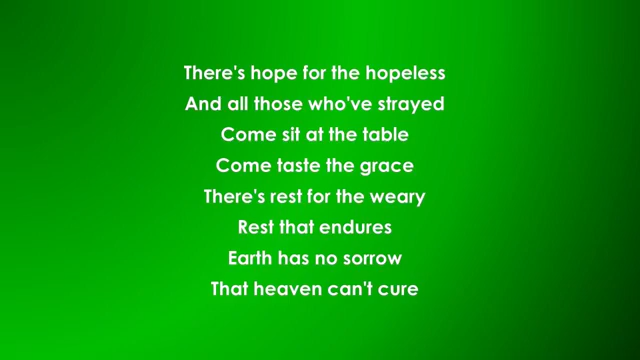 There's hope for the hopeless
And all those who've strayed
Come sit at the table
Come taste the grace
There's rest for the weary
Rest that endures
Earth has no sorrow
That heaven can't cure